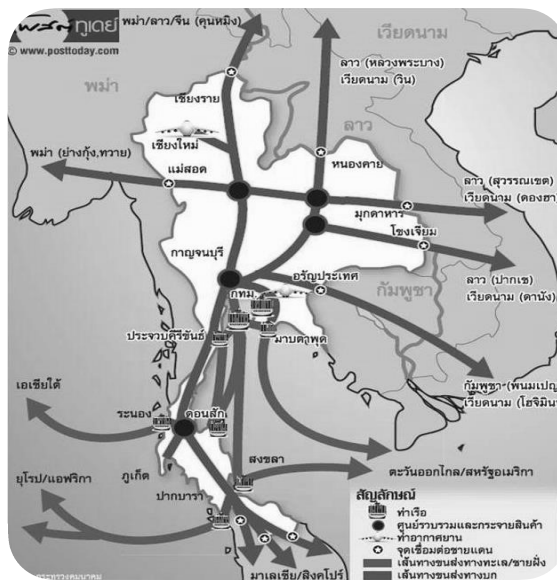 โพสต์ทูเดย์
© www.posttoday.com
พม่า/ลาว/จีน (คุนหมิง)
เวียดนาม
ลาว (หลวงพระบาง)
เวียดนาม (วิน)
พม่า
เชียงราย
ลาว
เชียงใหม่
พม่า (ย่างกุ้ง,ทวาย)
แม่สอด
หนองคาย
ลาว (สุวรรณเขต)
เวียดนาม (ดองฮา)
มุกดาหาร
โขงเจียม
กาญจนบุรี
อรัญประเทศ
ลาว (ปากเซ)
เวียดนาม (ดานัง)
กัมพูชา
กทม.
ประจวบคีรีขันธ์
มาบตาพุด
กัมพูชา (พนมเปญ)
เวียดนาม (โฮจิมินห์
เอเชียใต้
ระนอง
ดอนสัก
สงขลา
ตะวันออกไกล/สหรัฐอเมริกา
ยุโรป/แอฟริกา
ภูเก็ต
ปากบารา
สัญลักษณ์
ท่าเรือ
ศูนย์รวบรวมและกระจายสินค้า
ท่าอากาศยาน
จุดเชื่อมต่อชายแดน
เส้นทางขนส่งทางทะเล/ชายฝั่ง
เส้นทางขนส่งทางบก
มาเลเซีย/สิงคโปร์
กระทรวงคมนาคม